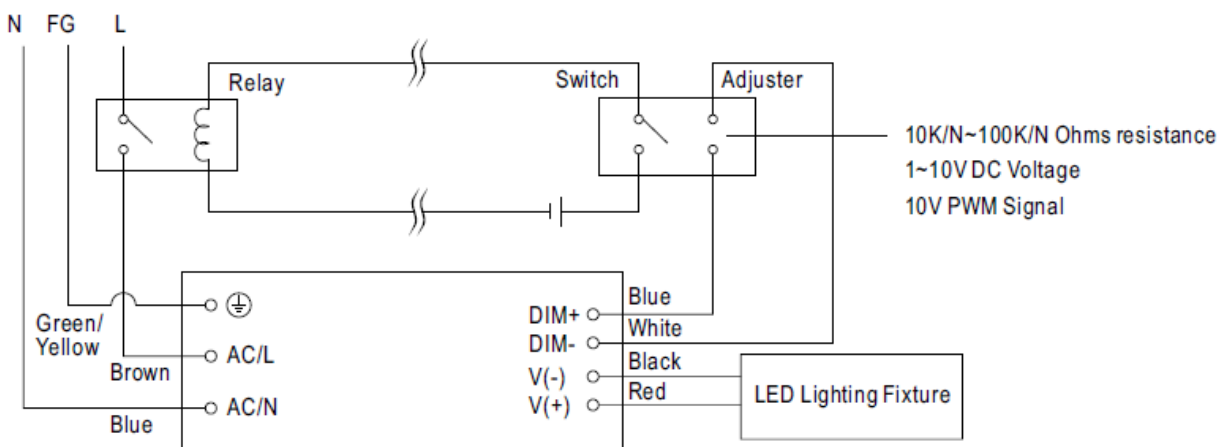 N FG L
Relay
Switch
Adjuster
10K/N~100K/N Ohms resistance
1~10V DC Voltage
10V PWM Signal
Green/
Yellow
Brown
Blue
AC/L
AC/N
DIM+
DIM-
V(-)
V(+)
Blue
White
Black
Red
LED Lighting Fixture